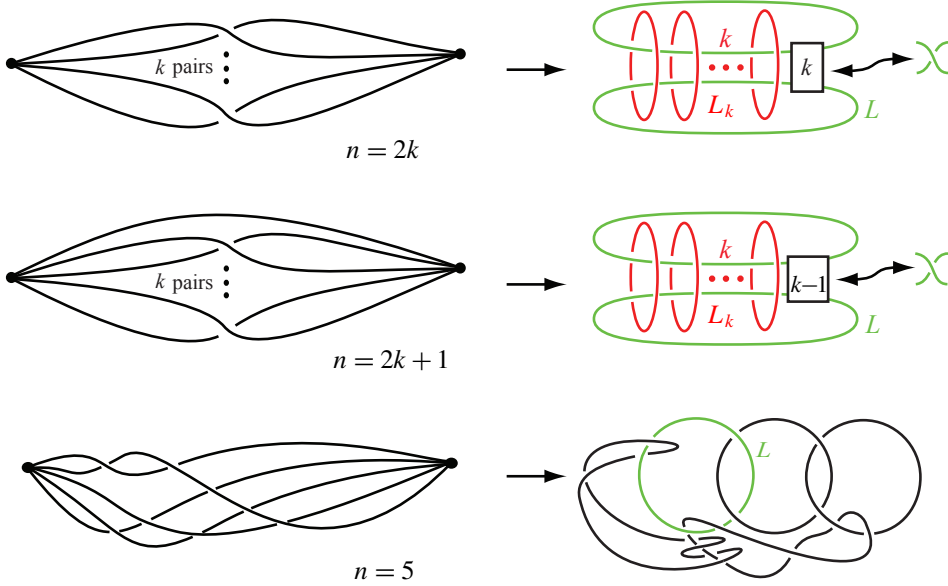 k pairs
n = 2k
k
L_k
k
L
k pairs
n = 2k + 1
k
L_k
k−1
L
n = 5
L